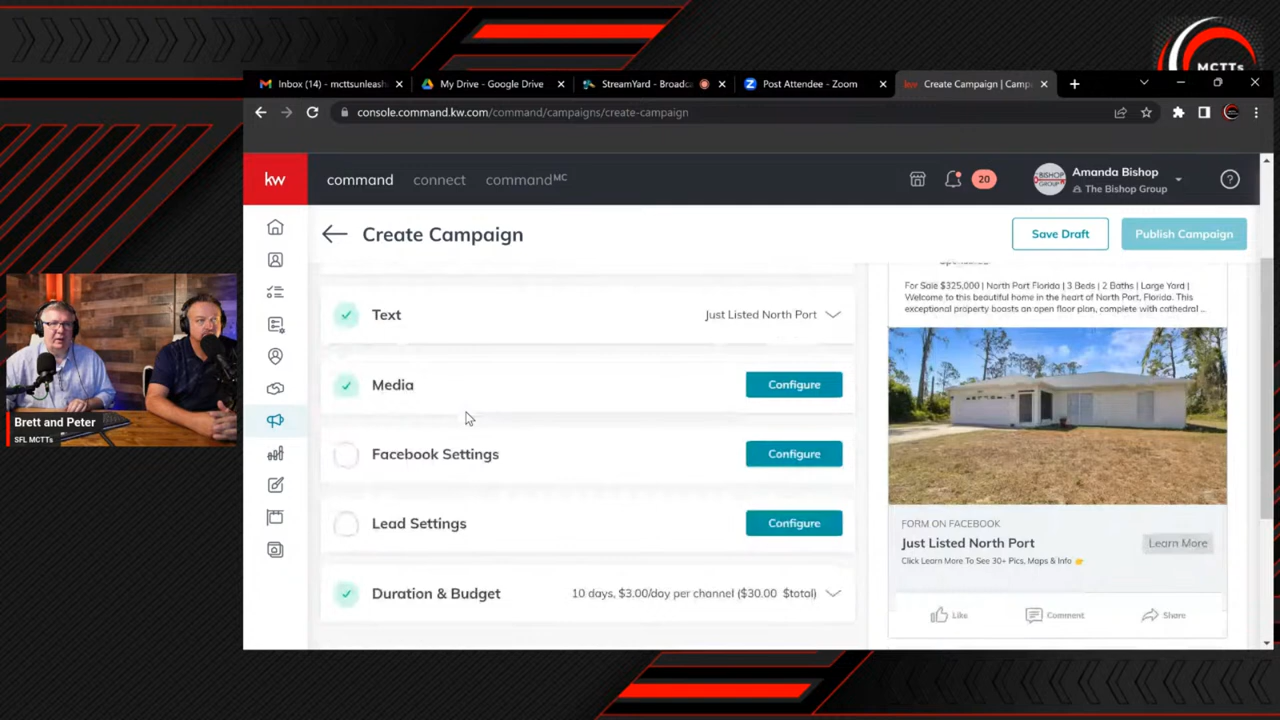 MCTTs
Inbox (14) - mcttsunleash
My Drive - Google Drive
StreamYard - Broadca
Post Attendee - Zoom
Create Campaign | Camp
console.command.kw.com/command/campaigns/create-campaign
kw
command
connect
commandMC
20
Amanda Bishop
The Bishop Group
Create Campaign
Save Draft
Publish Campaign
For Sale $325,000 | North Port Florida | 3 Beds | 2 Baths | Large Yard |
Welcome to this beautiful home in the heart of North Port, Florida. This
exceptional property boasts an open floor plan, complete with cathedral ...
Text
Just Listed North Port
Media
Configure
Facebook Settings
Configure
Lead Settings
Configure
Duration & Budget
10 days, $3.00/day per channel ($30.00 $total)
FORM ON FACEBOOK
Just Listed North Port
Learn More
Click Learn More To See 30+ Pics, Maps & Info 👉
Like
Comment
Share
Brett and Peter
SFL MCTTs